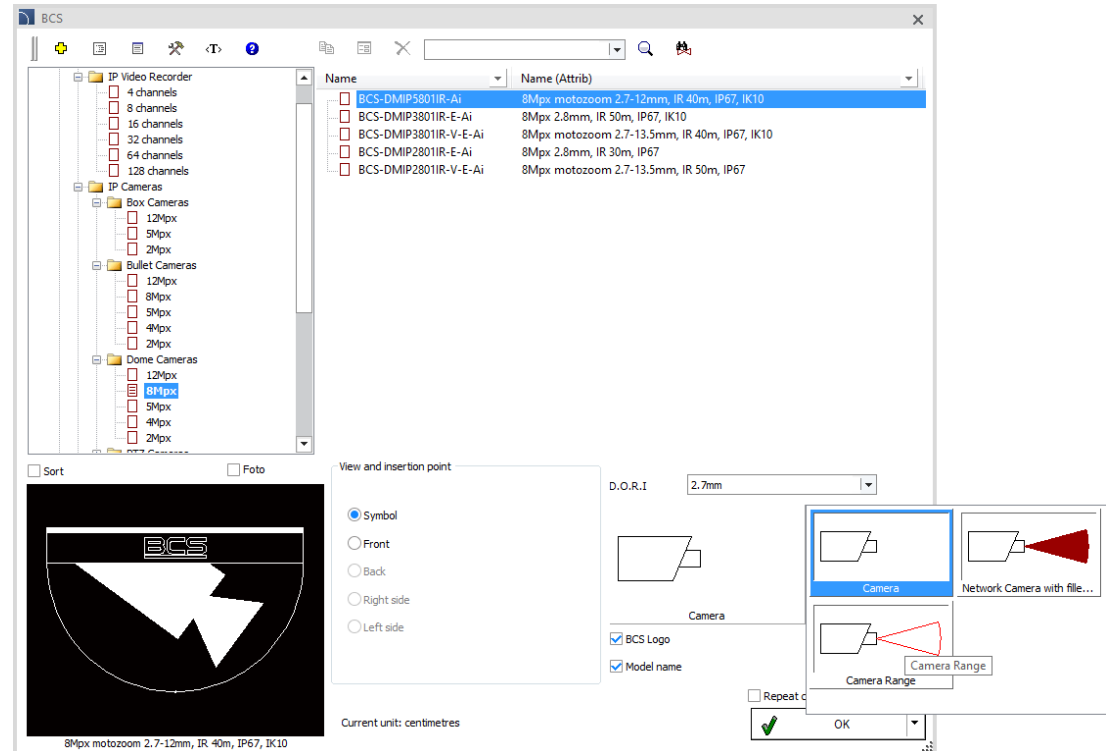 BCS
<T>
Name
Name (Attrib)
IP Video Recorder
4 channels
8 channels
16 channels
32 channels
64 channels
128 channels
IP Cameras
Box Cameras
12Mpx
5Mpx
2Mpx
Bullet Cameras
12Mpx
8Mpx
5Mpx
4Mpx
2Mpx
Dome Cameras
12Mpx
8Mpx
5Mpx
4Mpx
2Mpx
PTZ Cameras
BCS-DMIP5801IR-Ai 8Mpx motozoom 2.7-12mm, IR 40m, IP67, IK10
BCS-DMIP3801IR-E-Ai 8Mpx 2.8mm, IR 50m, IP67, IK10
BCS-DMIP3801IR-V-E-Ai 8Mpx motozoom 2.7-13.5mm, IR 40m, IP67, IK10
BCS-DMIP2801IR-E-Ai 8Mpx 2.8mm, IR 30m, IP67
BCS-DMIP2801IR-V-E-Ai 8Mpx motozoom 2.7-13.5mm, IR 50m, IP67
Sort
Foto
BCS
8Mpx motozoom 2.7-12mm, IR 40m, IP67, IK10
View and insertion point
Symbol
Front
Back
Right side
Left side
Current unit: centimetres
D.O.R.I
2.7mm
Camera
BCS Logo
Model name
Camera
Network Camera with fille...
Camera Range
Camera Range
Repeat
OK